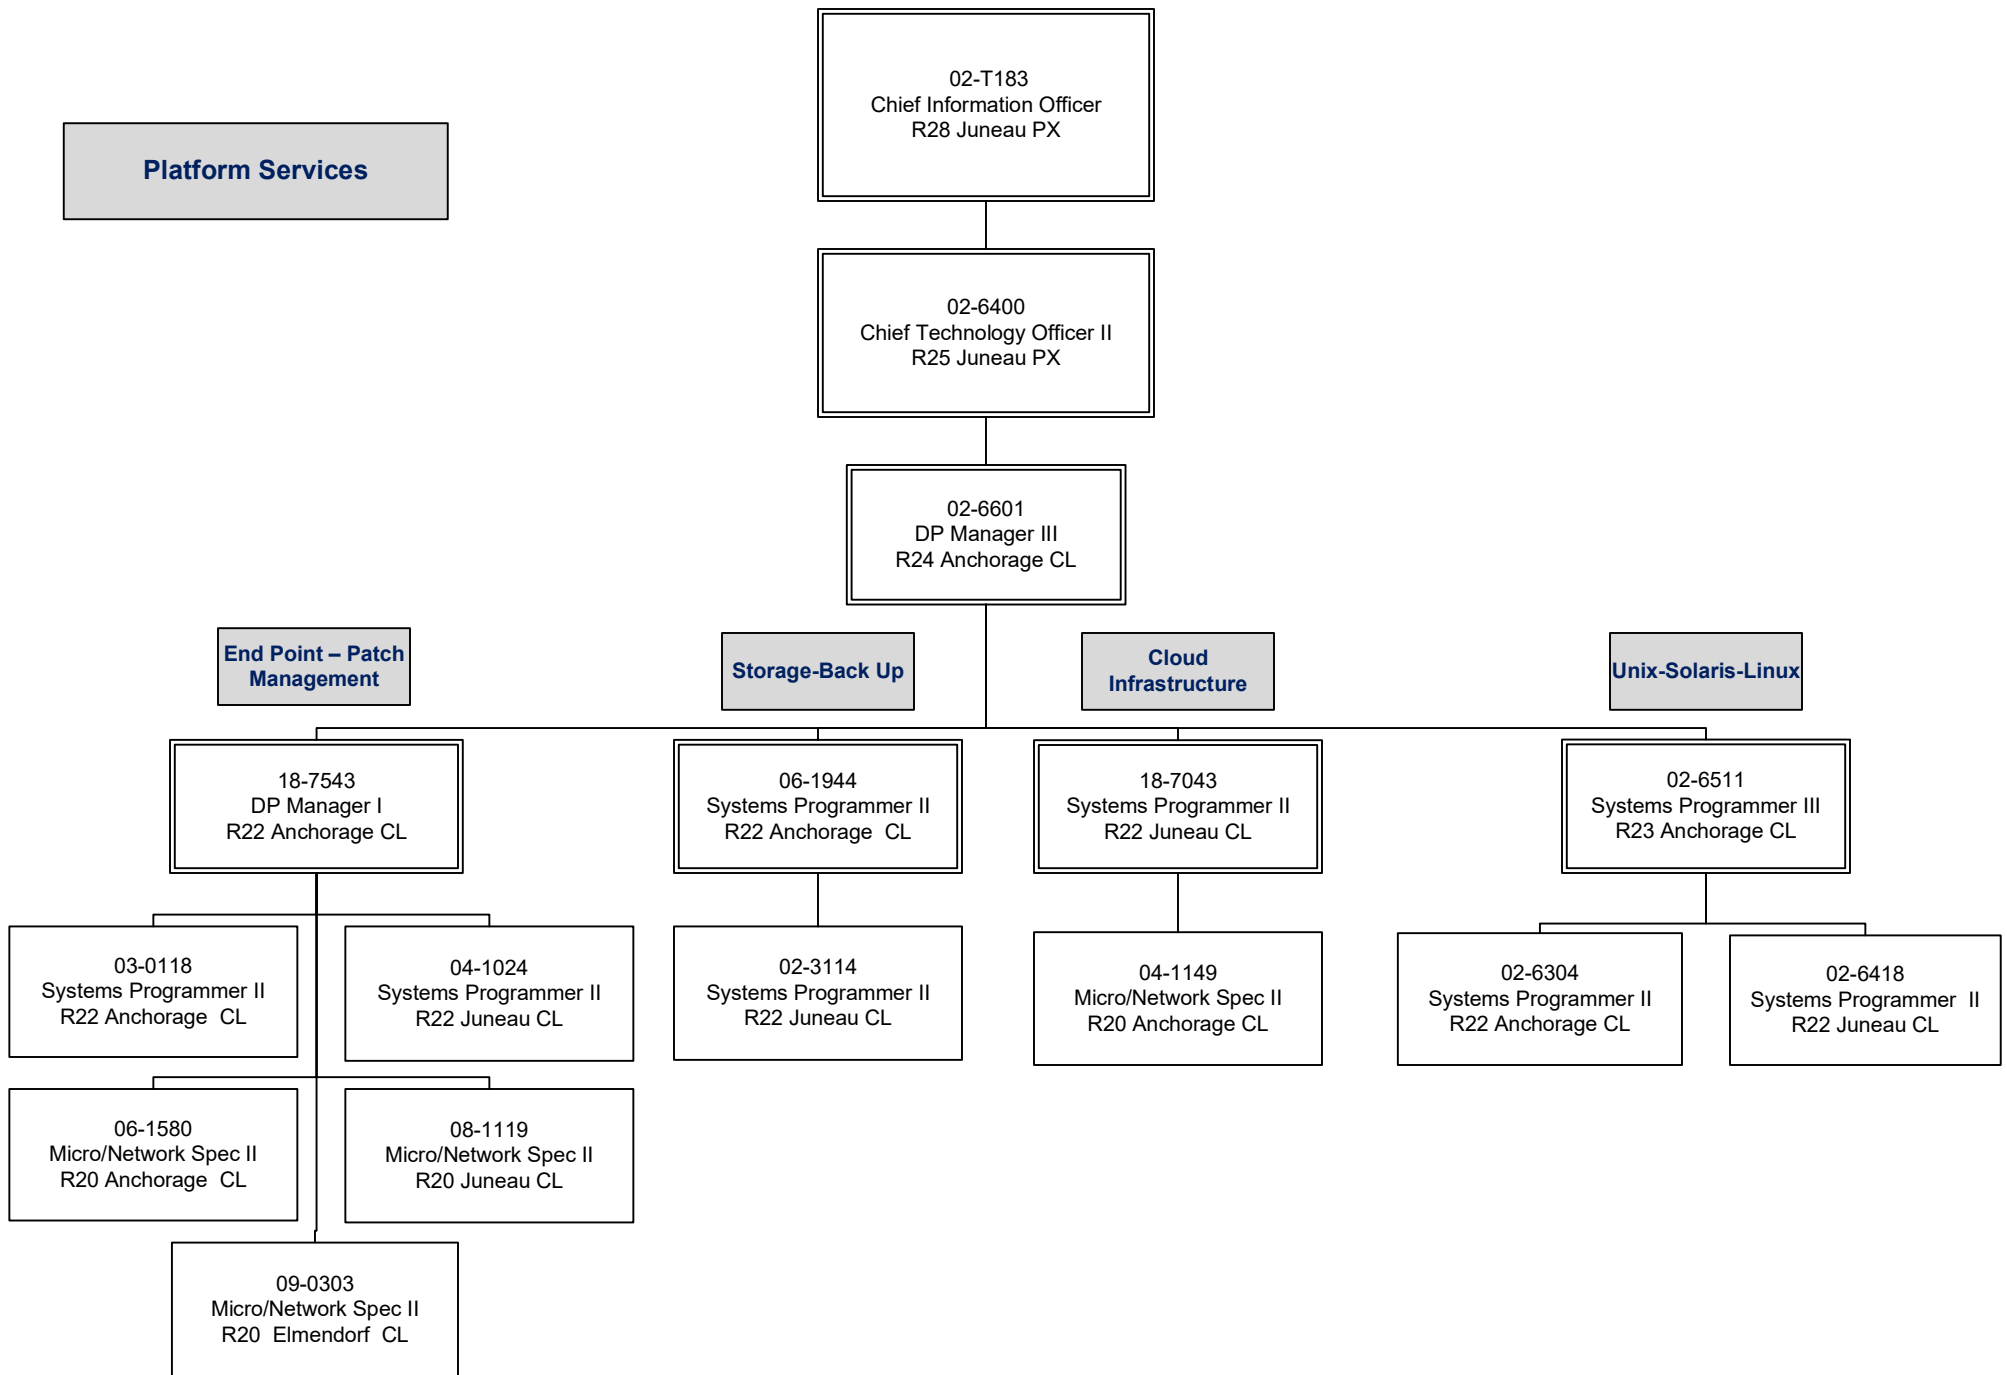 Platform Services
02-T183
Chief Information Officer
R28 Juneau PX
02-6400
Chief Technology Officer II
R25 Juneau PX
02-6601
DP Manager III
R24 Anchorage CL
End Point – Patch
Management
Storage-Back Up
Cloud
Infrastructure
Unix-Solaris-Linux
18-7543
DP Manager I
R22 Anchorage CL
06-1944
Systems Programmer II
R22 Anchorage  CL
18-7043
Systems Programmer II
R22 Juneau CL
02-6511
Systems Programmer III
R23 Anchorage CL
03-0118
Systems Programmer II
R22 Anchorage  CL
04-1024
Systems Programmer II
R22 Juneau CL
02-3114
Systems Programmer II
R22 Juneau CL
04-1149
Micro/Network Spec II
R20 Anchorage CL
02-6304
Systems Programmer II
R22 Anchorage CL
02-6418
Systems Programmer  II
R22 Juneau CL
06-1580
Micro/Network Spec II
R20 Anchorage  CL
08-1119
Micro/Network Spec II
R20 Juneau CL
09-0303
Micro/Network Spec II
R20  Elmendorf  CL